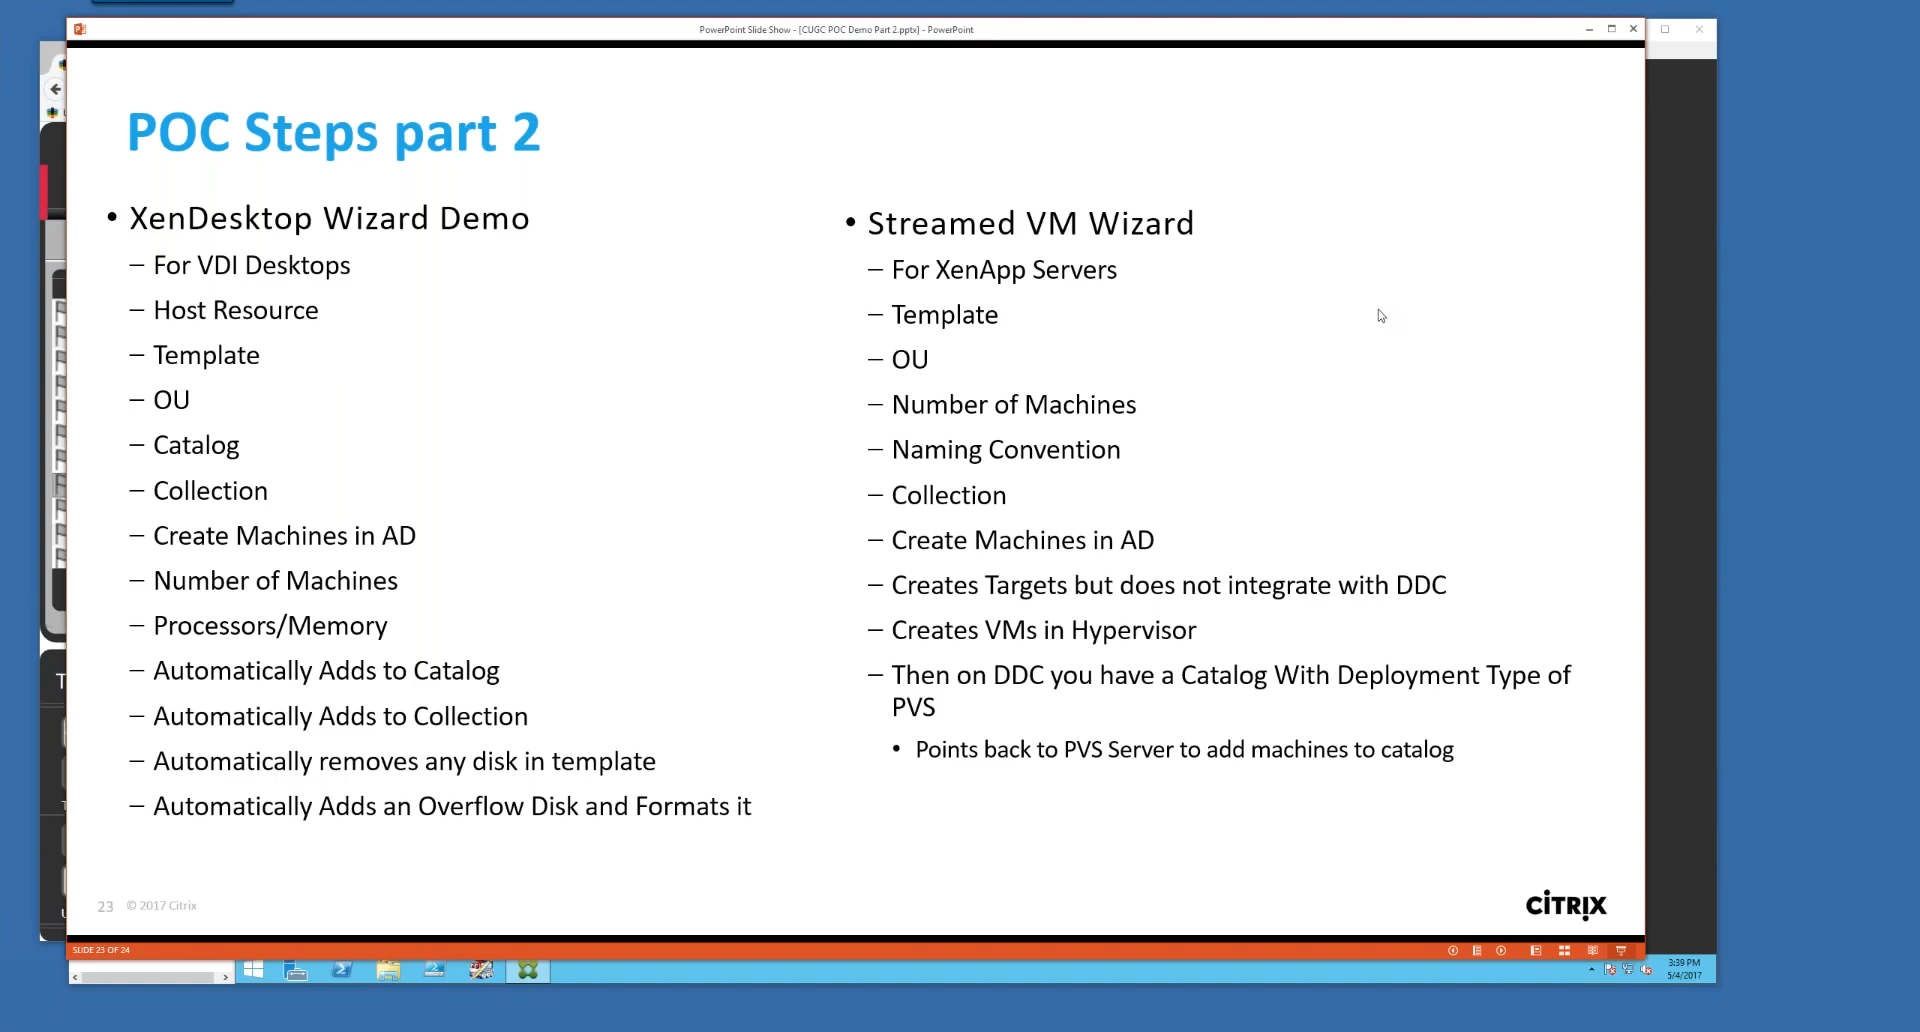 PowerPoint Slide Show - [CUGC POC Demo Part 2.pptx] - PowerPoint
POC Steps part 2
• XenDesktop Wizard Demo
– For VDI Desktops
– Host Resource
– Template
– OU
– Catalog
– Collection
– Create Machines in AD
– Number of Machines
– Processors/Memory
– Automatically Adds to Catalog
– Automatically Adds to Collection
– Automatically removes any disk in template
– Automatically Adds an Overflow Disk and Formats it
• Streamed VM Wizard
– For XenApp Servers
– Template
– OU
– Number of Machines
– Naming Convention
– Collection
– Create Machines in AD
– Creates Targets but does not integrate with DDC
– Creates VMs in Hypervisor
– Then on DDC you have a Catalog With Deployment Type of
PVS
• Points back to PVS Server to add machines to catalog
23 © 2017 Citrix
CİTRIX
SLIDE 23 OF 24
3:39 PM
5/4/2017